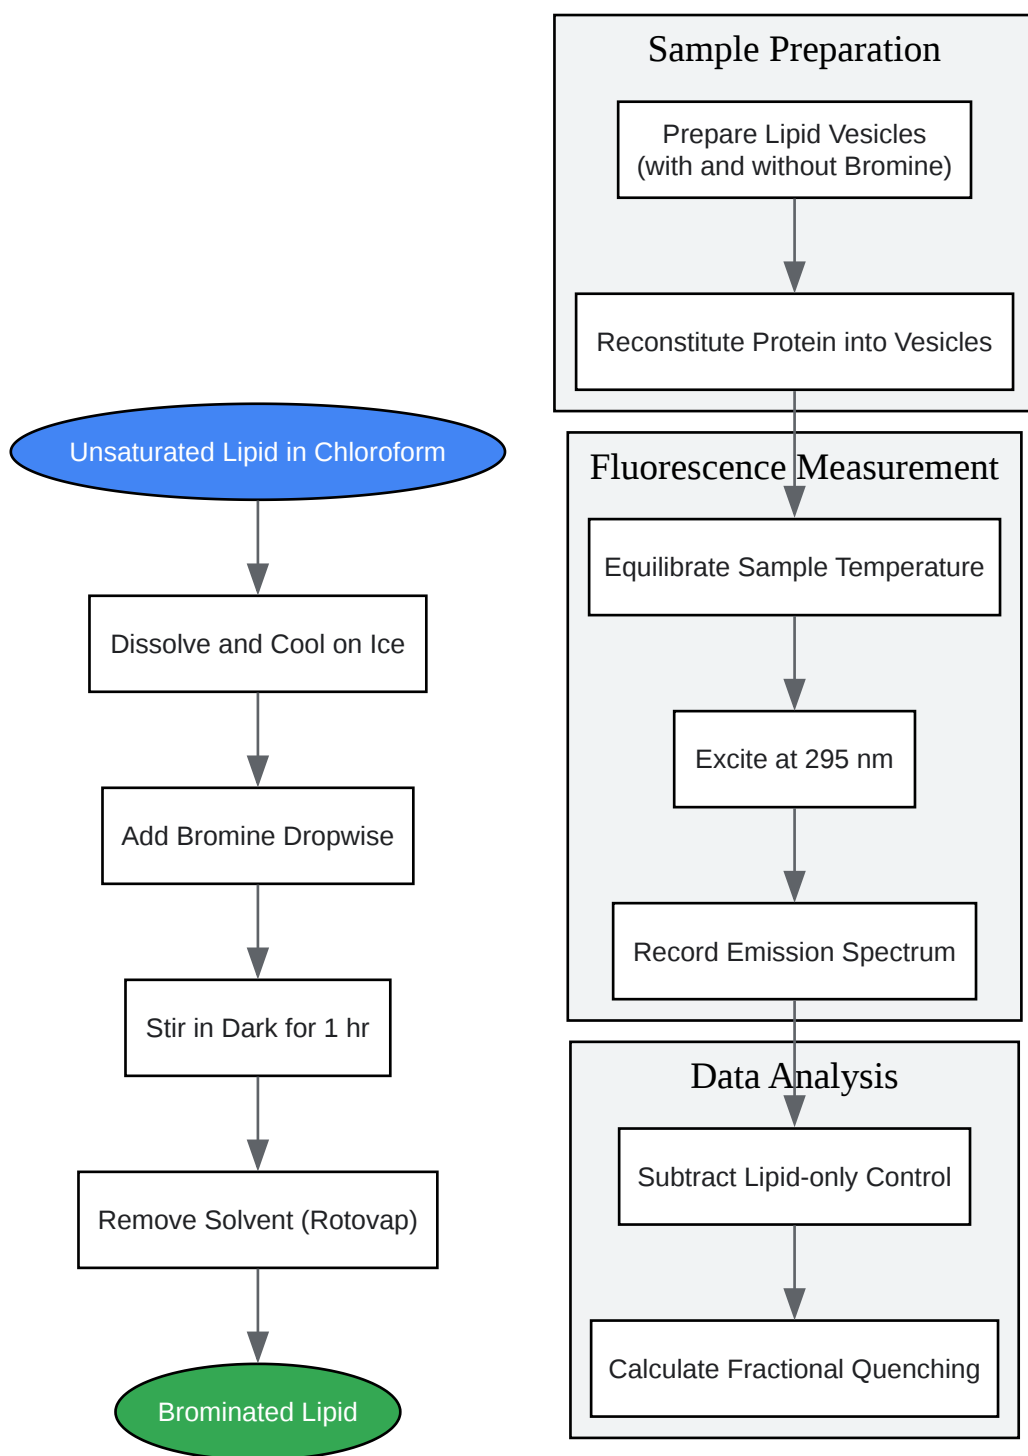 Unsaturated Lipid in Chloroform
Dissolve and Cool on Ice
Add Bromine Dropwise
Stir in Dark for 1 hr
Remove Solvent (Rotovap)
Brominated Lipid
Sample Preparation
Prepare Lipid Vesicles
(with and without Bromine)
Reconstitute Protein into Vesicles
Fluorescence Measurement
Equilibrate Sample Temperature
Excite at 295 nm
Record Emission Spectrum
Data Analysis
Subtract Lipid-only Control
Calculate Fractional Quenching